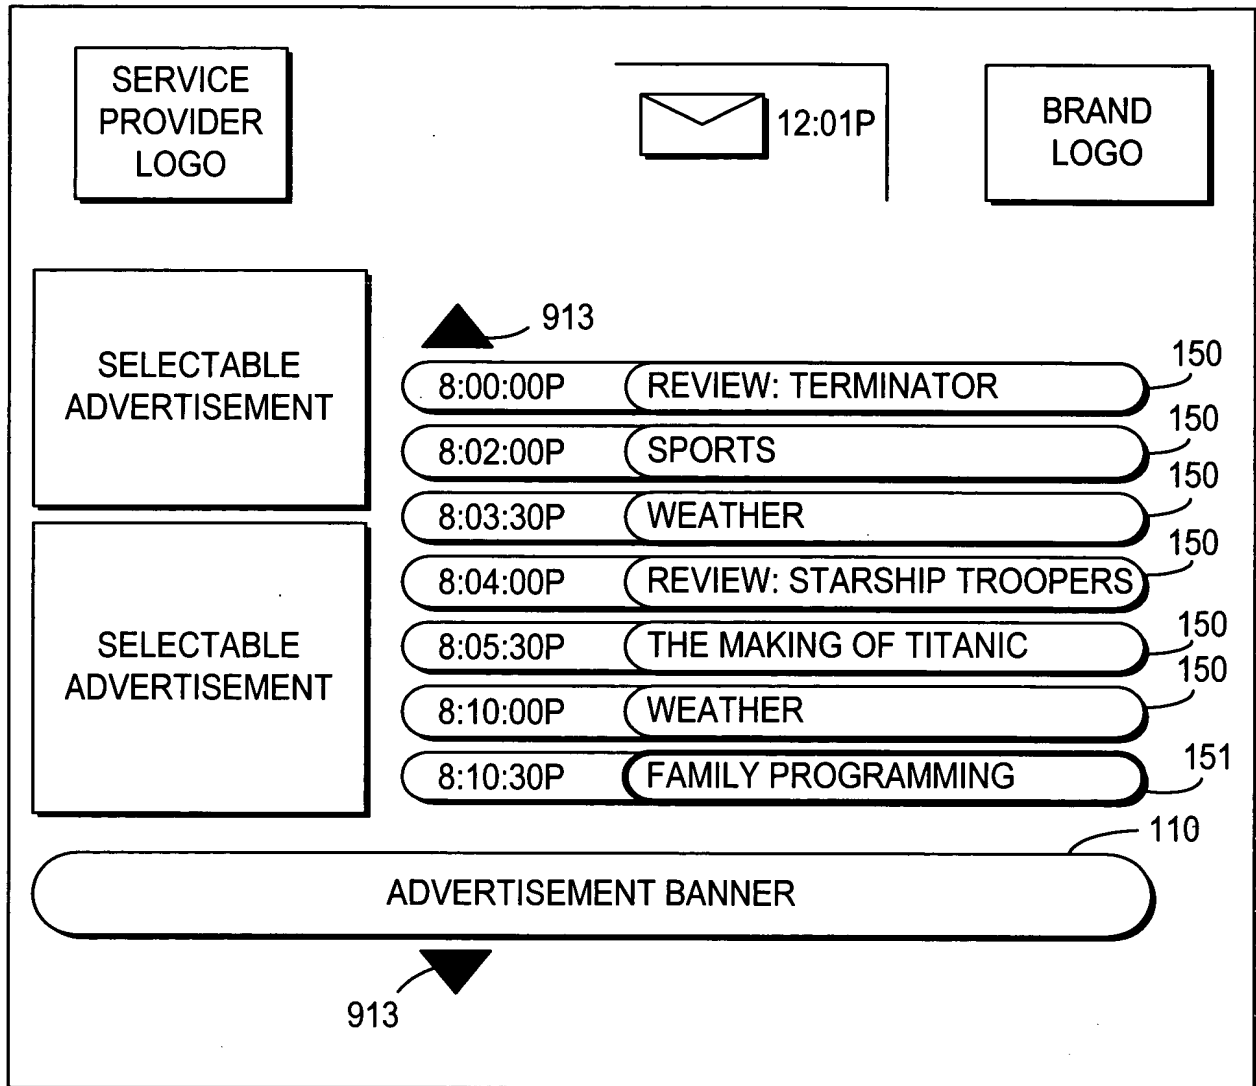 SERVICE
PROVIDER
LOGO
12:01P
BRAND
LOGO
SELECTABLE
ADVERTISEMENT
SELECTABLE
ADVERTISEMENT
913
8:00:00P REVIEW: TERMINATOR 150
8:02:00P SPORTS 150
8:03:30P WEATHER 150
8:04:00P REVIEW: STARSHIP TROOPERS 150
8:05:30P THE MAKING OF TITANIC 150
8:10:00P WEATHER 150
8:10:30P FAMILY PROGRAMMING 151
110
ADVERTISEMENT BANNER
913